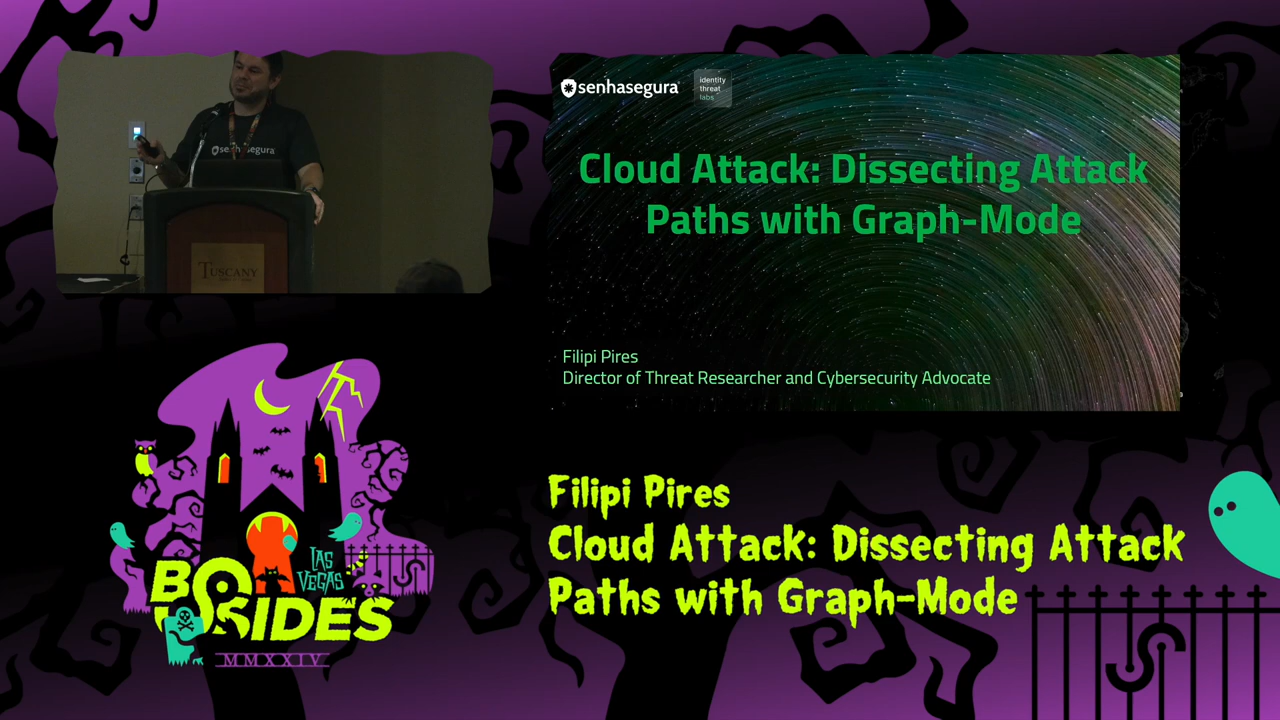 senhasegura
TUSCANY
senhasegura
identity
threat
labs
Cloud Attack: Dissecting Attack
Paths with Graph-Mode
Filipi Pires
Director of Threat Researcher and Cybersecurity Advocate
LAS
VEGAS
BSIDES
MMXXIV
Filipi Pires
Cloud Attack: Dissecting Attack
Paths with Graph-Mode